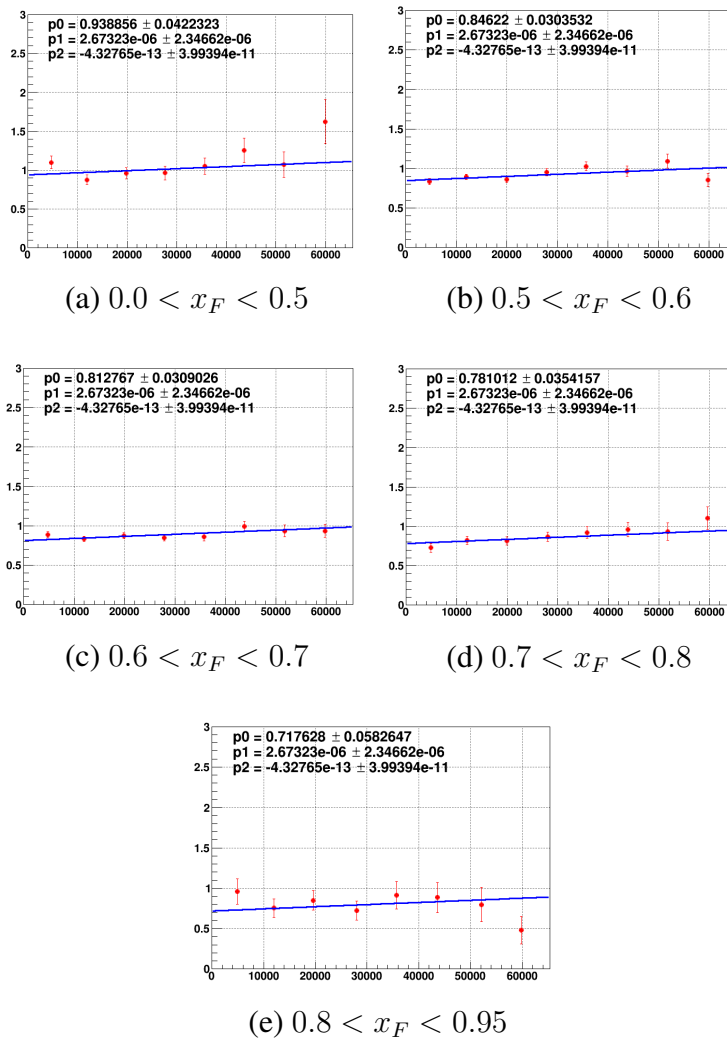 p0 = 0.938856 ± 0.0422323
p1 = 2.67323e-06 ± 2.34662e-06
p2 = -4.32765e-13 ± 3.99394e-11
3
2.5
2
1.5
1
0.5
0
0 10000 20000 30000 40000 50000 60000
(a) 0.0 < x_F < 0.5
p0 = 0.84622 ± 0.0303532
p1 = 2.67323e-06 ± 2.34662e-06
p2 = -4.32765e-13 ± 3.99394e-11
3
2.5
2
1.5
1
0.5
0
0 10000 20000 30000 40000 50000 60000
(b) 0.5 < x_F < 0.6
p0 = 0.812767 ± 0.0309026
p1 = 2.67323e-06 ± 2.34662e-06
p2 = -4.32765e-13 ± 3.99394e-11
3
2.5
2
1.5
1
0.5
0
0 10000 20000 30000 40000 50000 60000
(c) 0.6 < x_F < 0.7
p0 = 0.781012 ± 0.0354157
p1 = 2.67323e-06 ± 2.34662e-06
p2 = -4.32765e-13 ± 3.99394e-11
3
2.5
2
1.5
1
0.5
0
0 10000 20000 30000 40000 50000 60000
(d) 0.7 < x_F < 0.8
p0 = 0.717628 ± 0.0582647
p1 = 2.67323e-06 ± 2.34662e-06
p2 = -4.32765e-13 ± 3.99394e-11
3
2.5
2
1.5
1
0.5
0
0 10000 20000 30000 40000 50000 60000
(e) 0.8 < x_F < 0.95